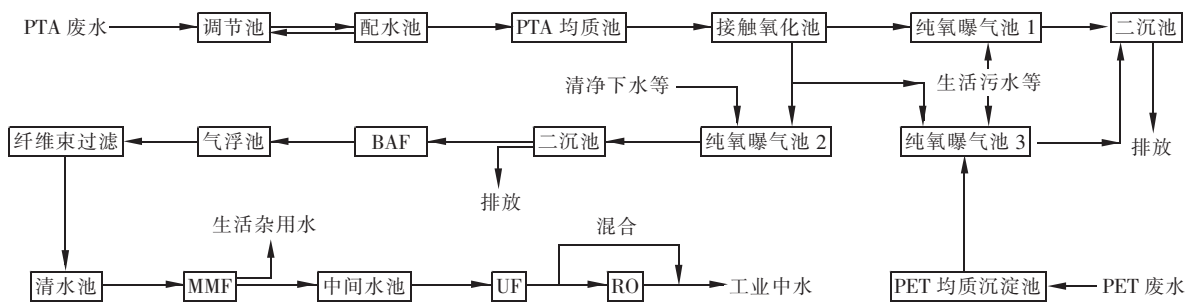 PTA 废水
调节池
配水池
PTA 均质池
接触氧化池
纯氧曝气池 1
二沉池
清净下水等
生活污水等
纤维束过滤
气浮池
BAF
二沉池
纯氧曝气池 2
纯氧曝气池 3
排放
排放
生活杂用水
混合
清水池
MMF
中间水池
UF
RO
工业中水
PET 均质沉淀池
PET 废水